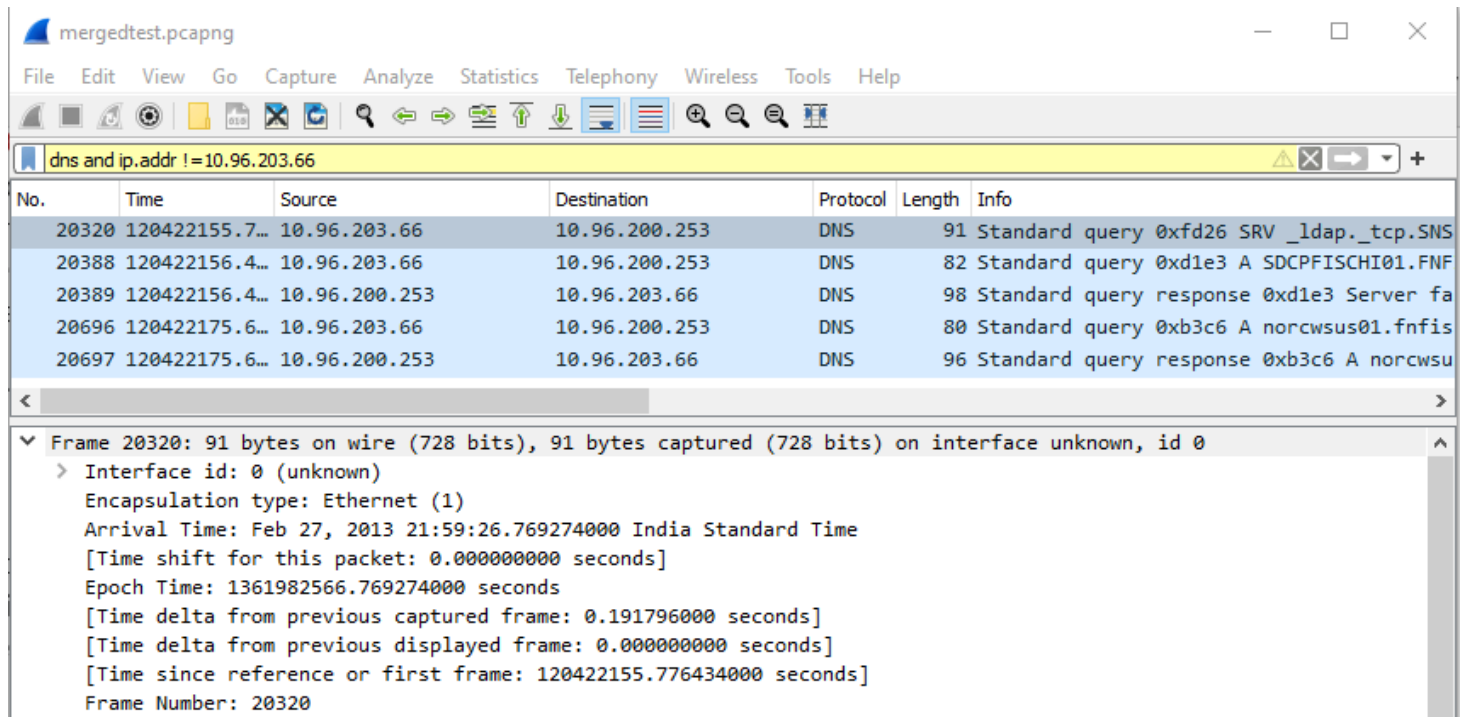 mergedtest.pcapng
File Edit View Go Capture Analyze Statistics Telephony Wireless Tools Help
dns and ip.addr !=10.96.203.66
No. Time Source Destination Protocol Length Info
20320 120422155.7… 10.96.203.66 10.96.200.253 DNS 91 Standard query 0xfd26 SRV _ldap._tcp.SNS
20388 120422156.4… 10.96.203.66 10.96.200.253 DNS 82 Standard query 0xd1e3 A SDCPFISCHI01.FNF
20389 120422156.4… 10.96.200.253 10.96.203.66 DNS 98 Standard query response 0xd1e3 Server fa
20696 120422175.6… 10.96.203.66 10.96.200.253 DNS 80 Standard query 0xb3c6 A norcwsus01.fnfis
20697 120422175.6… 10.96.200.253 10.96.203.66 DNS 96 Standard query response 0xb3c6 A norcwsu
Frame 20320: 91 bytes on wire (728 bits), 91 bytes captured (728 bits) on interface unknown, id 0
Interface id: 0 (unknown)
Encapsulation type: Ethernet (1)
Arrival Time: Feb 27, 2013 21:59:26.769274000 India Standard Time
[Time shift for this packet: 0.000000000 seconds]
Epoch Time: 1361982566.769274000 seconds
[Time delta from previous captured frame: 0.191796000 seconds]
[Time delta from previous displayed frame: 0.000000000 seconds]
[Time since reference or first frame: 120422155.776434000 seconds]
Frame Number: 20320